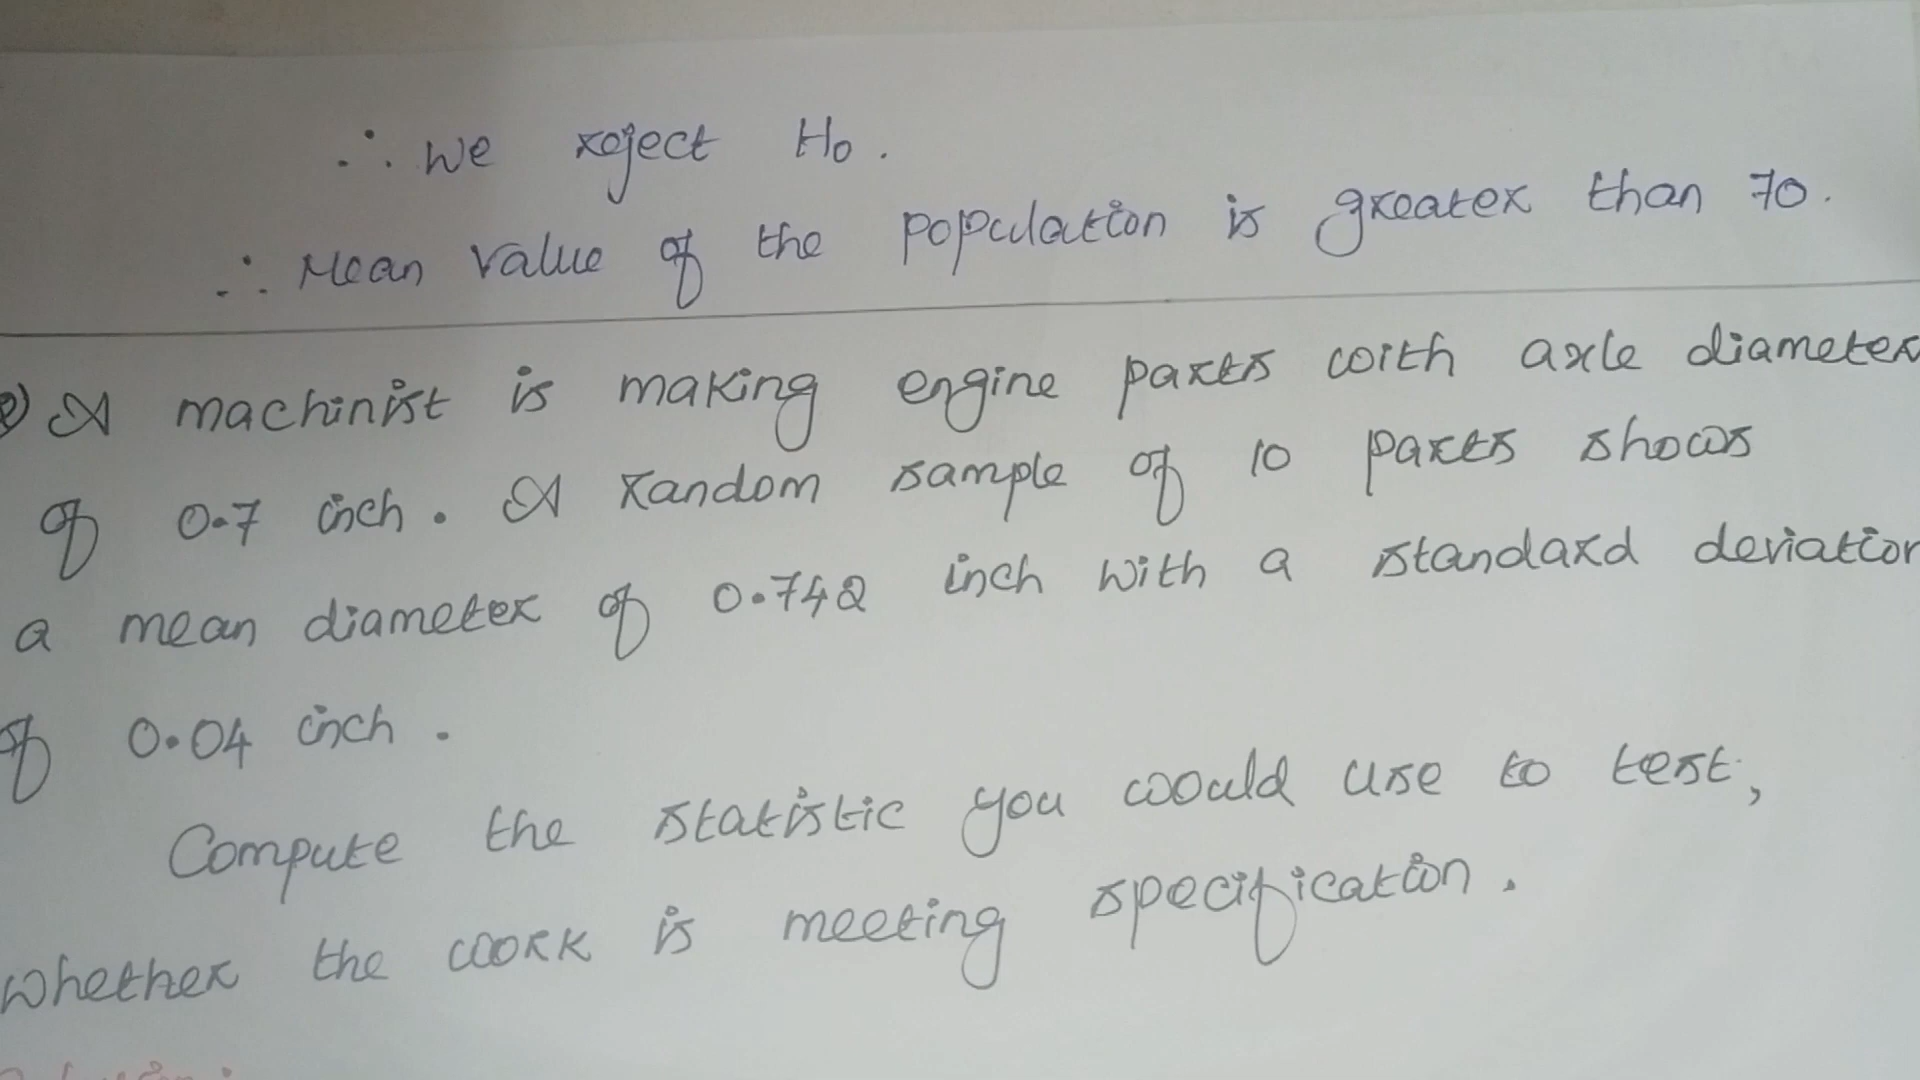 ∴ We reject H₀.
∴ Mean value of the population is greater than 70.
2) A machinist is making engine parts with axle diameter
of 0.7 inch. A random sample of 10 parts shows
a mean diameter of 0.742 inch with a standard deviation
of 0.04 inch.
Compute the statistic you would use to test,
whether the work is meeting specification.